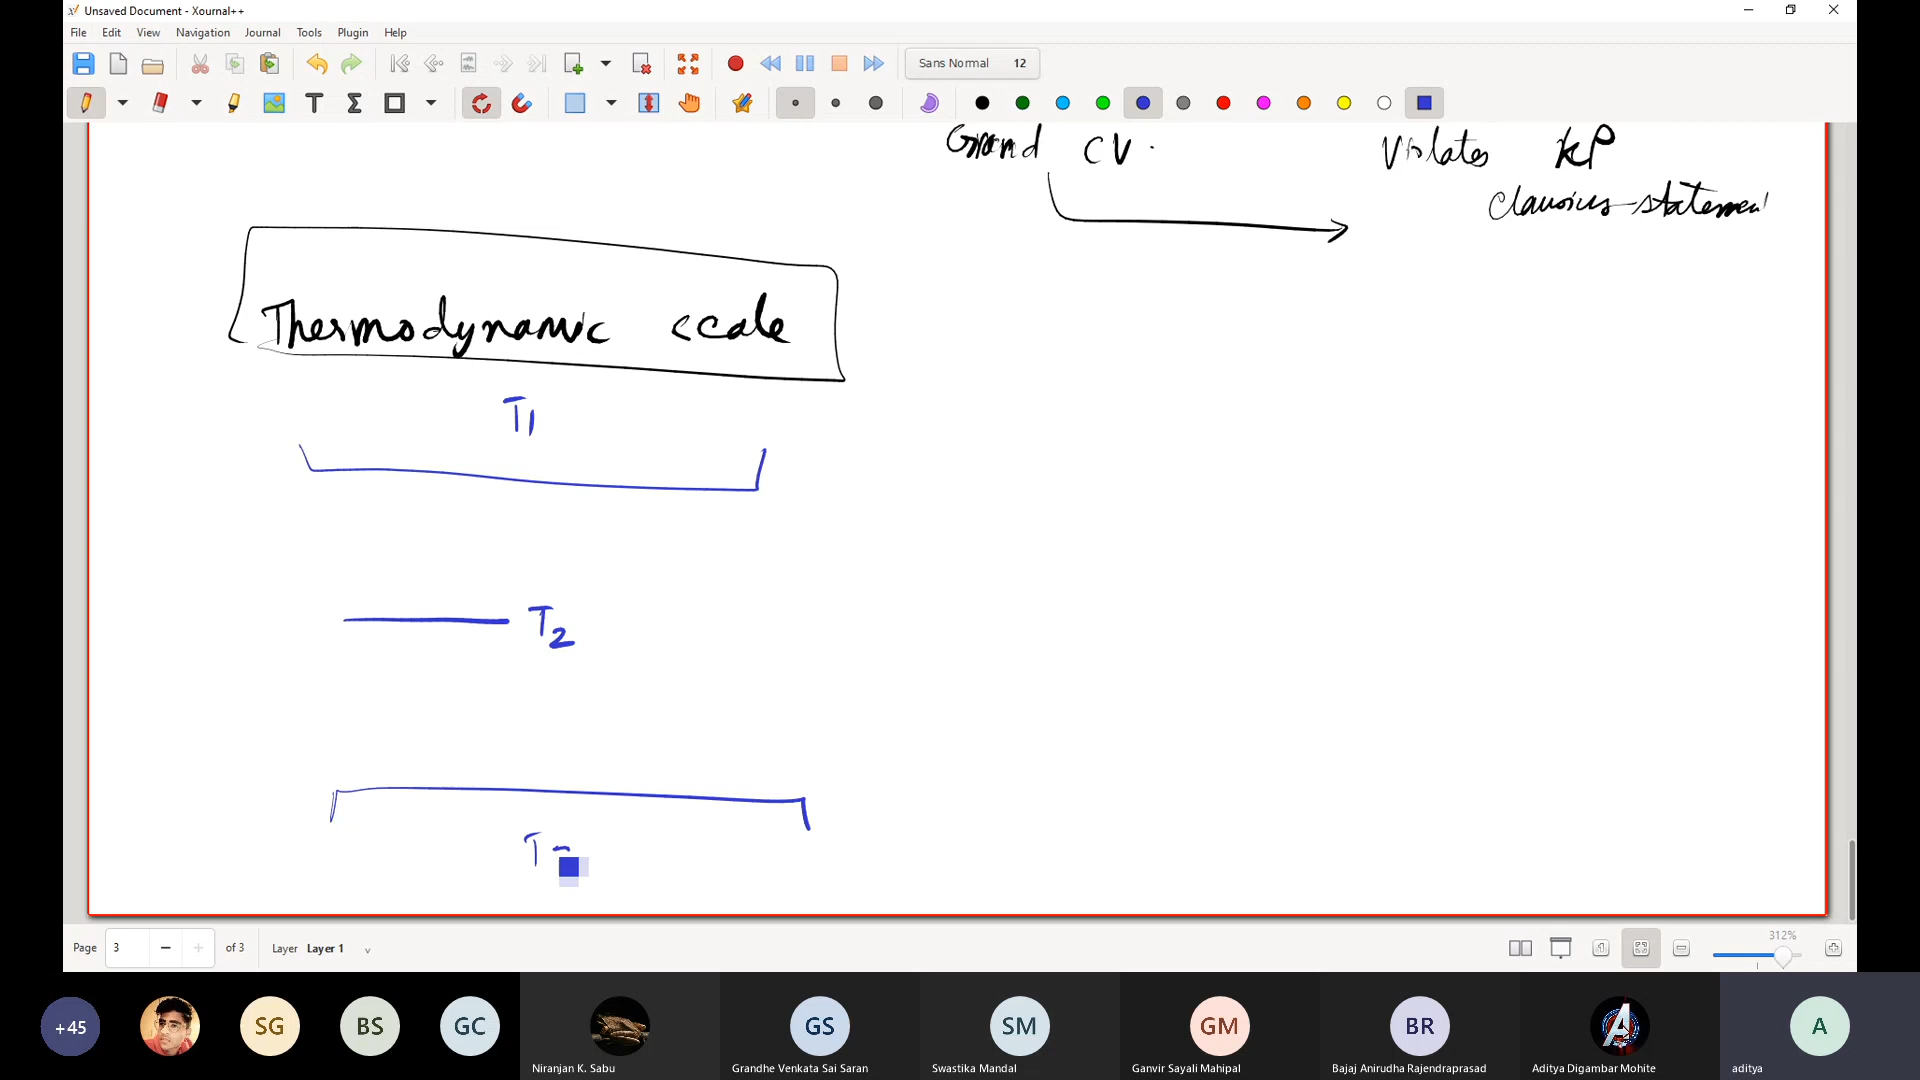 Unsaved Document - Xournal++
File Edit View Navigation Journal Tools Plugin Help
Sans Normal 12
Grand CV. Violates KP
Clausius statement
Thermodynamic scale
T1
T2
T
Page 3 of 3 Layer Layer 1
312%
+45 SG BS GC GS SM GM BR A
Niranjan K. Sabu Grandhe Venkata Sai Saran Swastika Mandal Ganvir Sayali Mahipal Bajaj Anirudha Rajendraprasad Aditya Digambar Mohite aditya